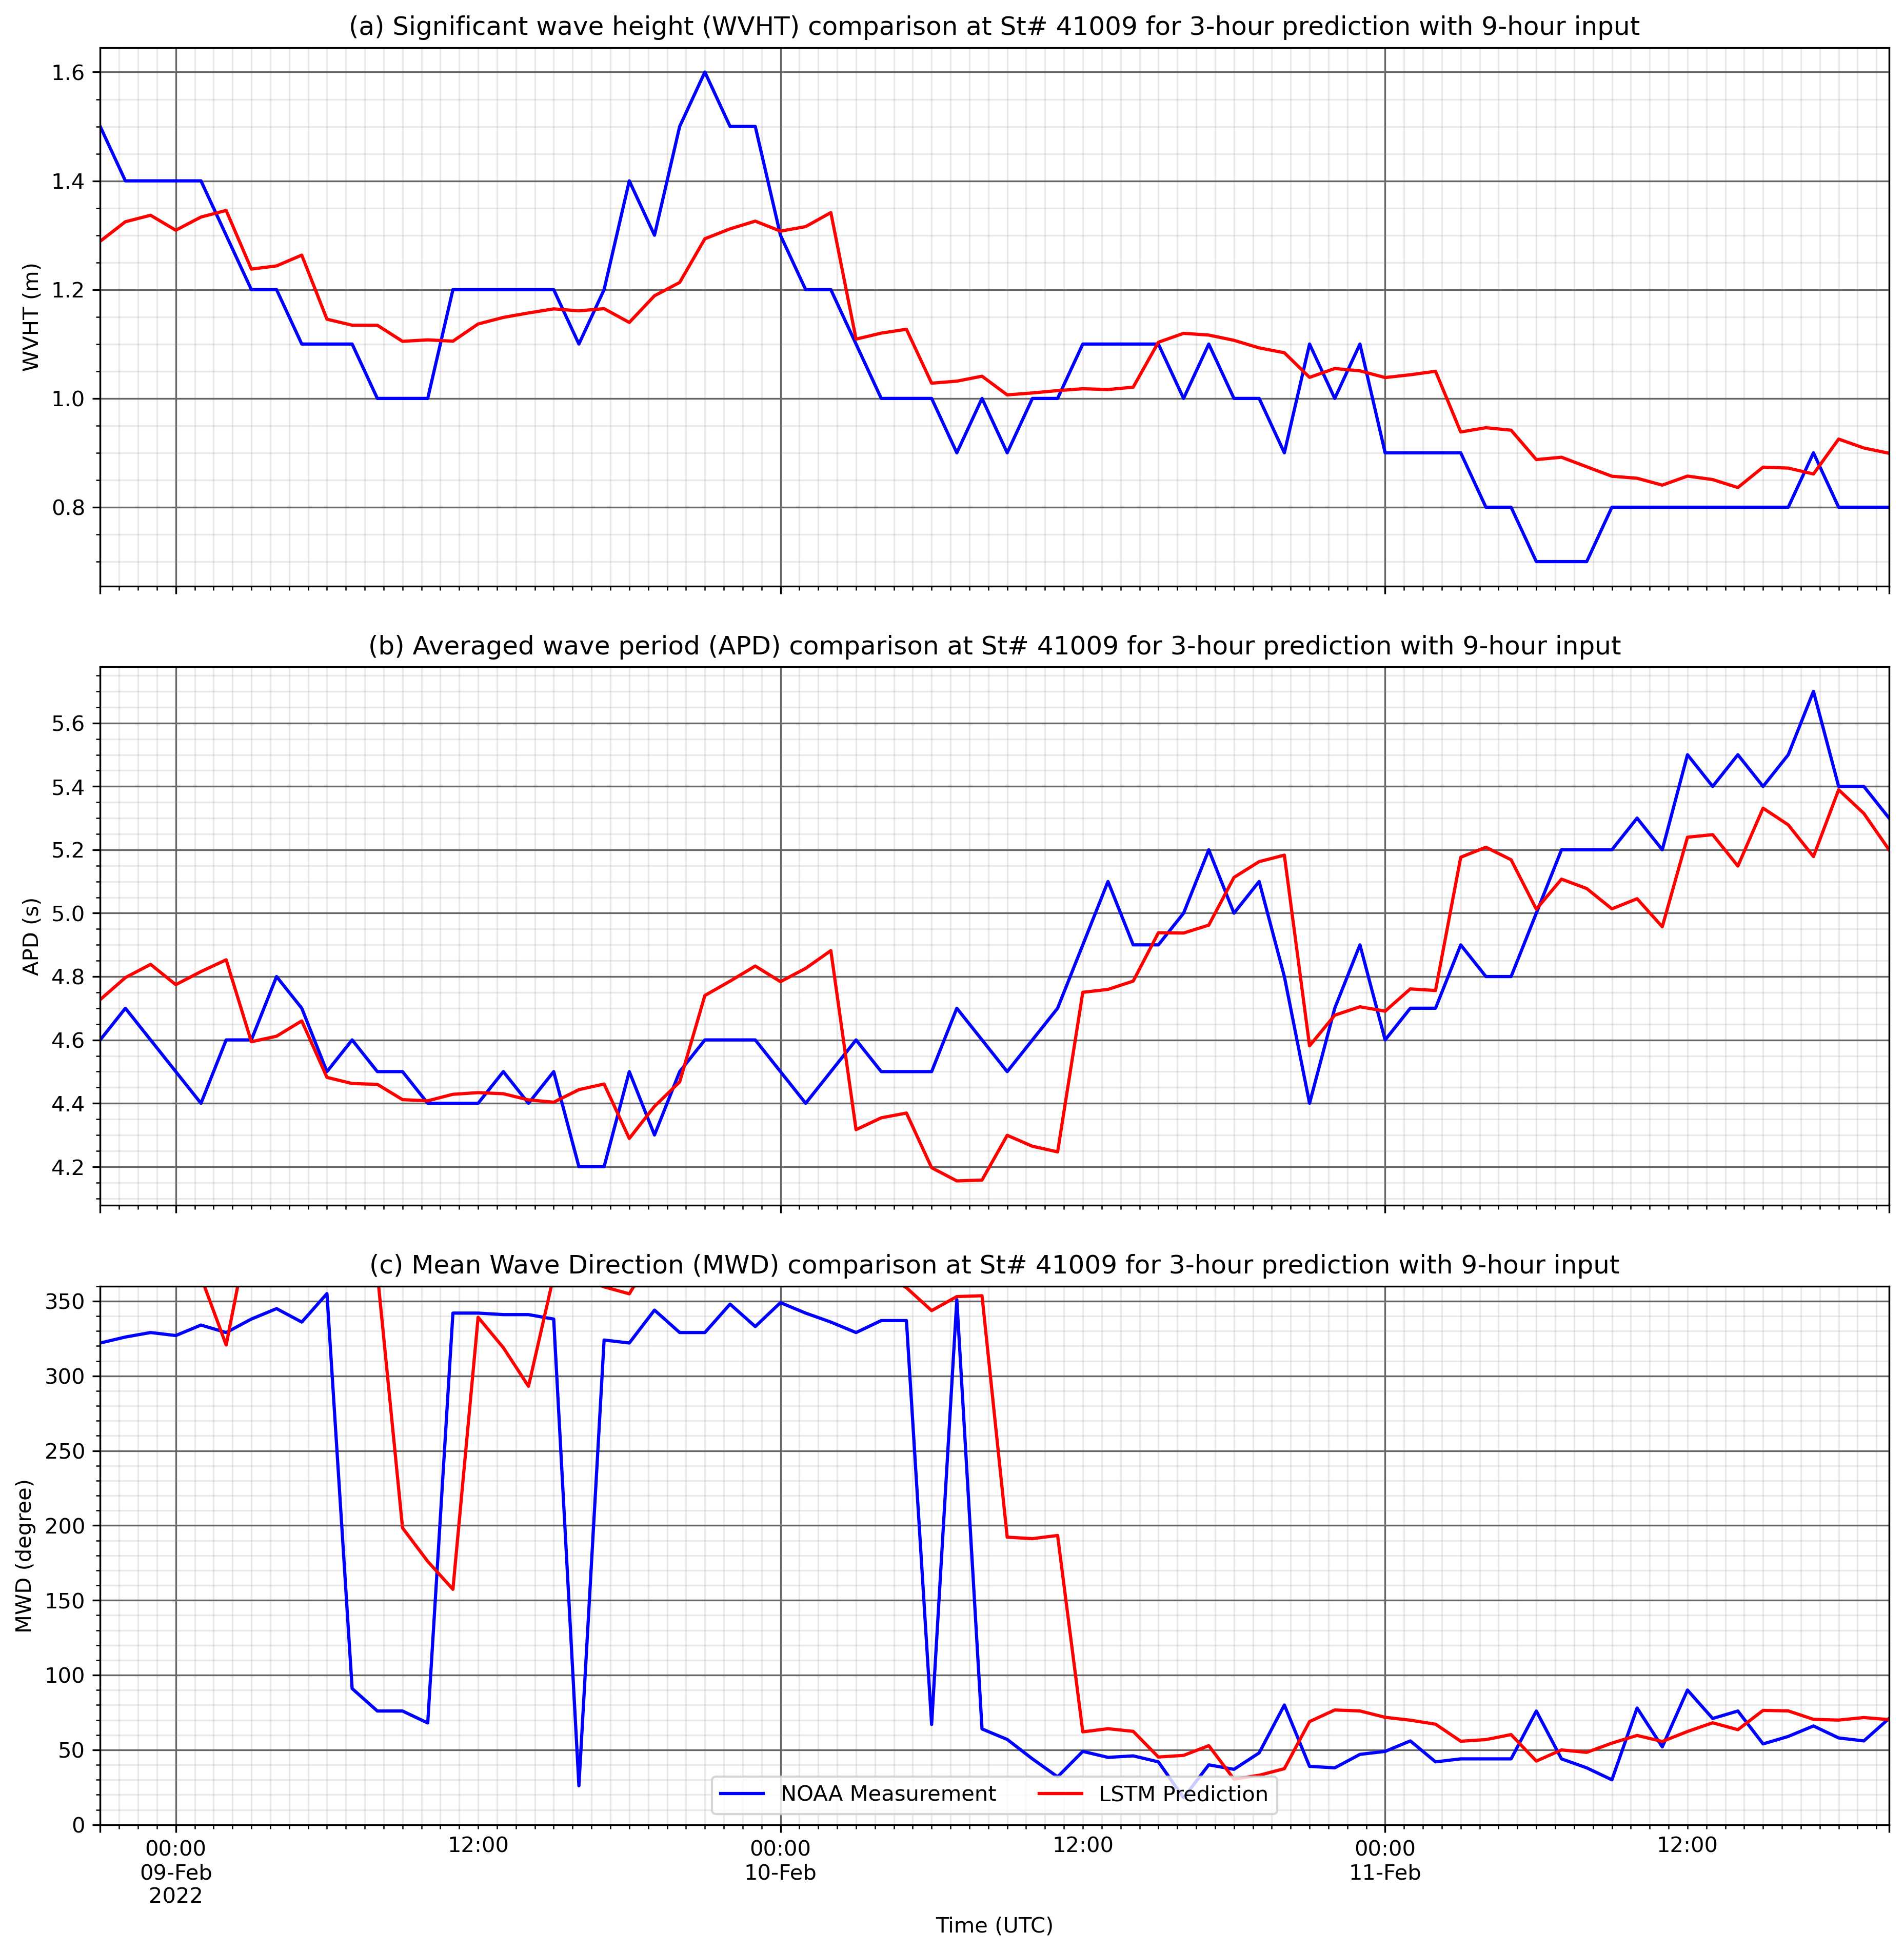 (a) Significant wave height (WVHT) comparison at St# 41009 for 3-hour prediction with 9-hour input
1.6
1.4
1.2
1.0
0.8
WVHT (m)
(b) Averaged wave period (APD) comparison at St# 41009 for 3-hour prediction with 9-hour input
5.6
5.4
5.2
5.0
4.8
4.6
4.4
4.2
APD (s)
(c) Mean Wave Direction (MWD) comparison at St# 41009 for 3-hour prediction with 9-hour input
350
300
250
200
150
100
50
0
MWD (degree)
NOAA Measurement LSTM Prediction
00:00 12:00 00:00 12:00 00:00 12:00
09-Feb 10-Feb 11-Feb
2022
Time (UTC)